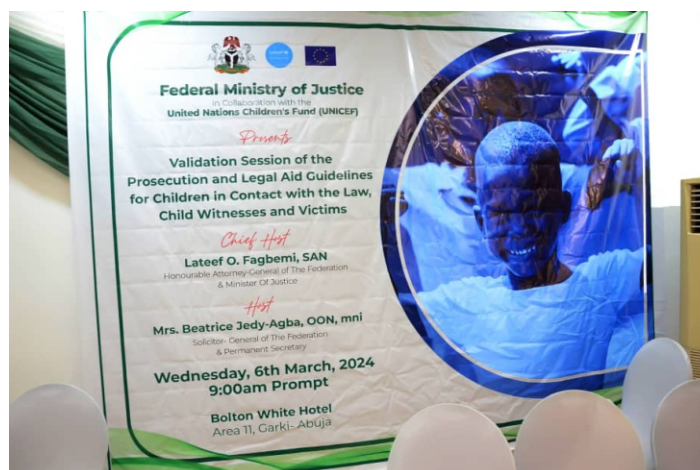 Federal Ministry of Justice
in Collaboration with the
United Nations Children's Fund (UNICEF)
Presents
Validation Session of the
Prosecution and Legal Aid Guidelines
for Children in Contact with the Law,
Child Witnesses and Victims
Chief Host
Lateef O. Fagbemi, SAN
Honourable Attorney-General of The Federation
& Minister Of Justice
Host
Mrs. Beatrice Jedy-Agba, OON, mni
Solicitor- General of The Federation
& Permanent Secretary
Wednesday, 6th March, 2024
9:00am Prompt
Bolton White Hotel
Area 11, Garki- Abuja